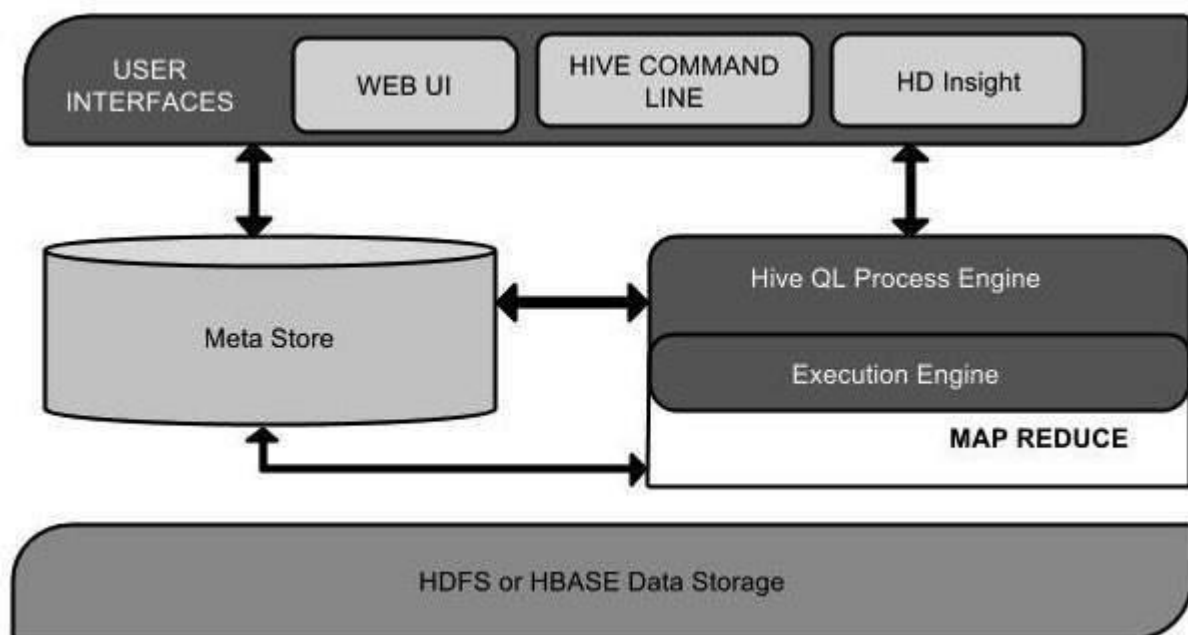 USER
INTERFACES
WEB UI
HIVE COMMAND
LINE
HD Insight
Hive QL Process Engine
Meta Store
Execution Engine
MAP REDUCE
HDFS or HBASE Data Storage